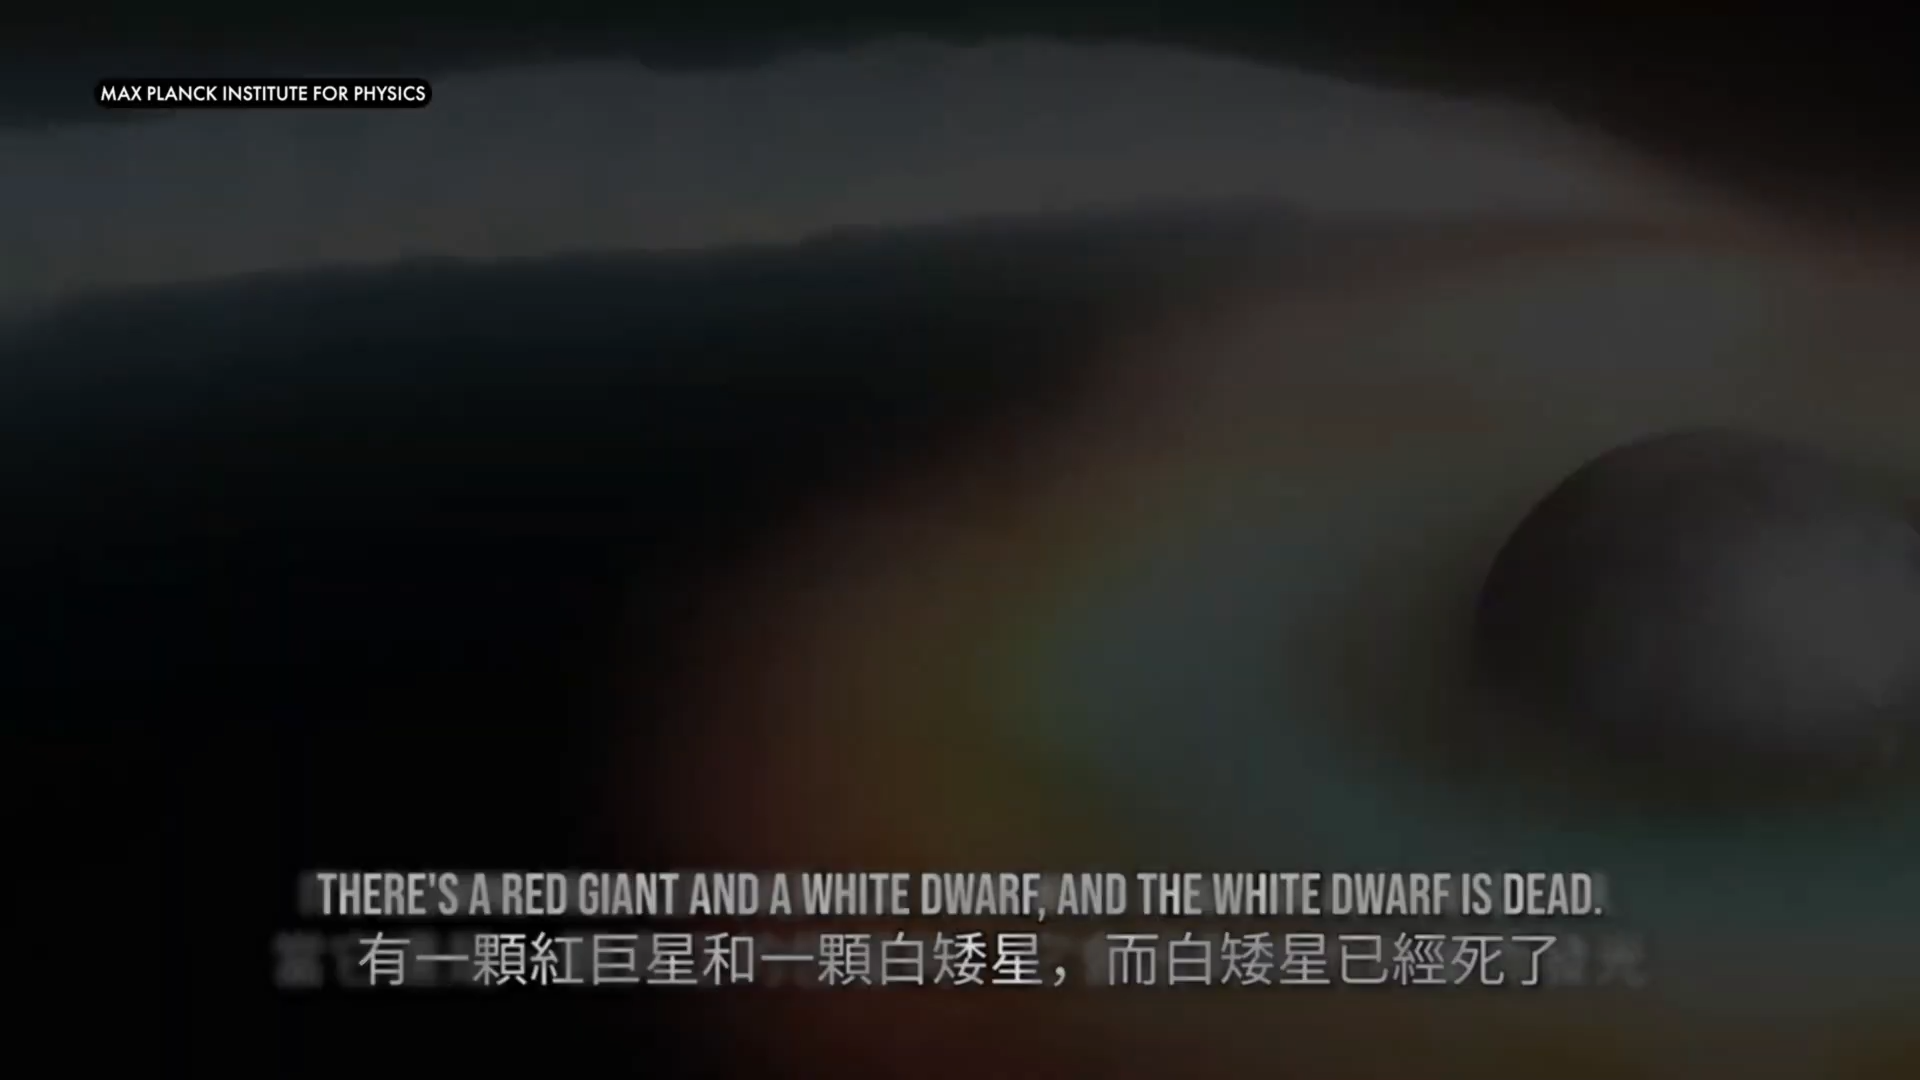 MAX PLANCK INSTITUTE FOR PHYSICS
THERE'S A RED GIANT AND A WHITE DWARF, AND THE WHITE DWARF IS DEAD.
有一顆紅巨星和一顆白矮星，而白矮星已經死了